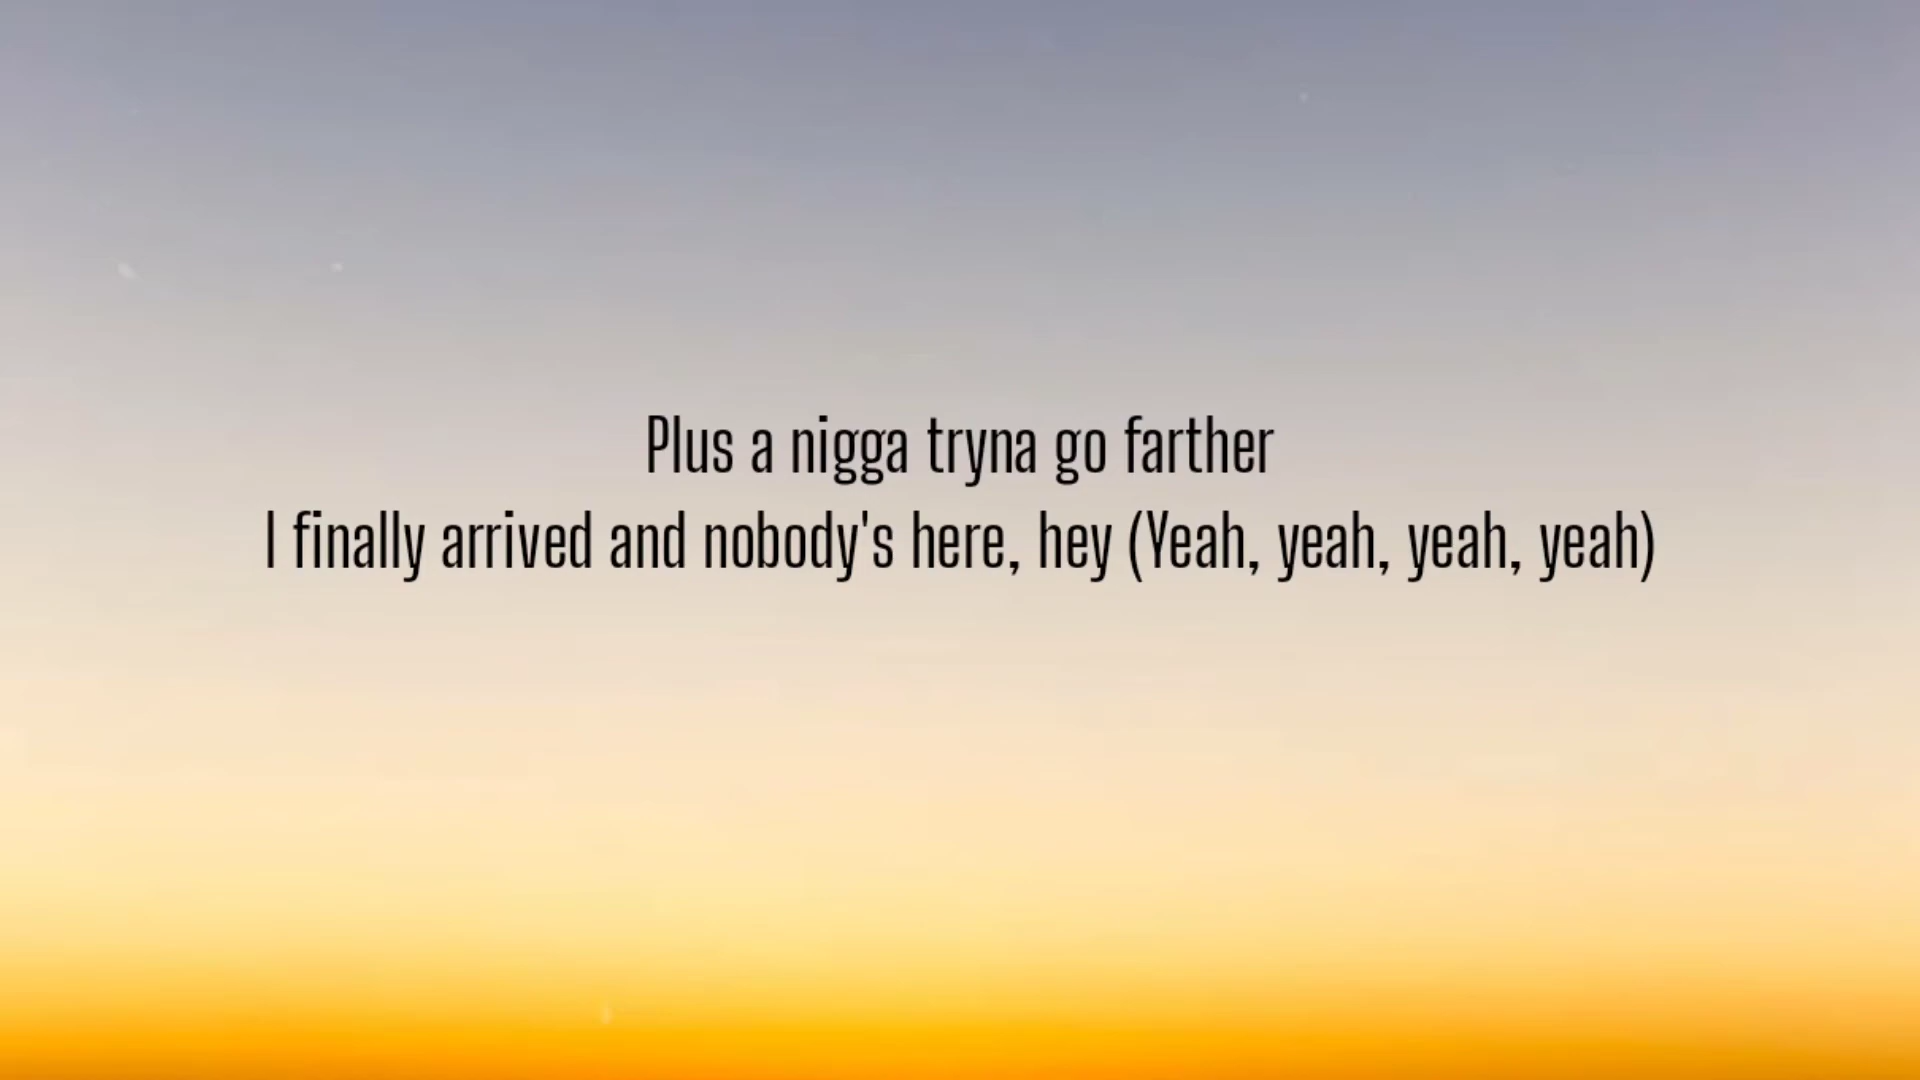 Plus a nigga tryna go farther
I finally arrived and nobody's here, hey (Yeah, yeah, yeah, yeah)